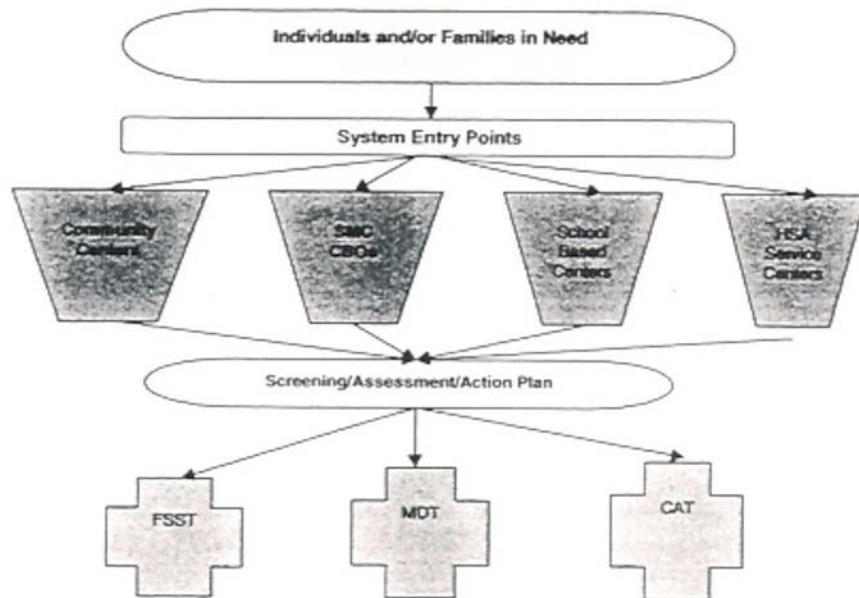 Individuals and/or Families in Need
System Entry Points
Community
Centers
SMC
CBOs
School
Based
Centers
HSA
Service
Centers
Screening/Assessment/Action Plan
FSST
MDT
CAT